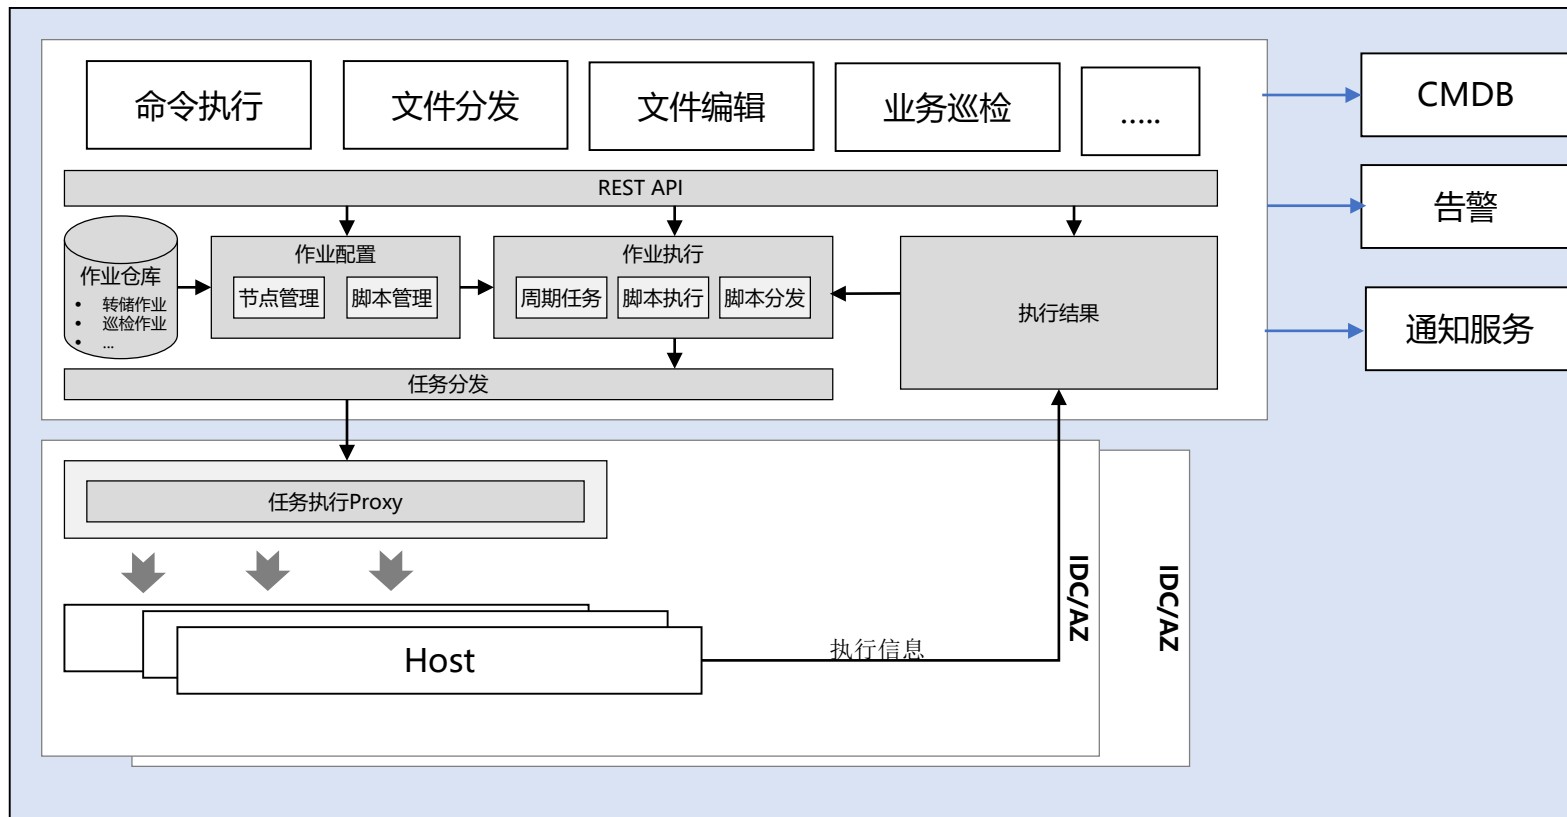 命令执行
文件分发
文件编辑
业务巡检
.....
CMDB
REST API
告警
作业仓库
• 转储作业
• 巡检作业
• ...
作业配置
节点管理
脚本管理
作业执行
周期任务
脚本执行
脚本分发
执行结果
通知服务
任务分发
任务执行Proxy
Host
执行信息
IDC/AZ
IDC/AZ